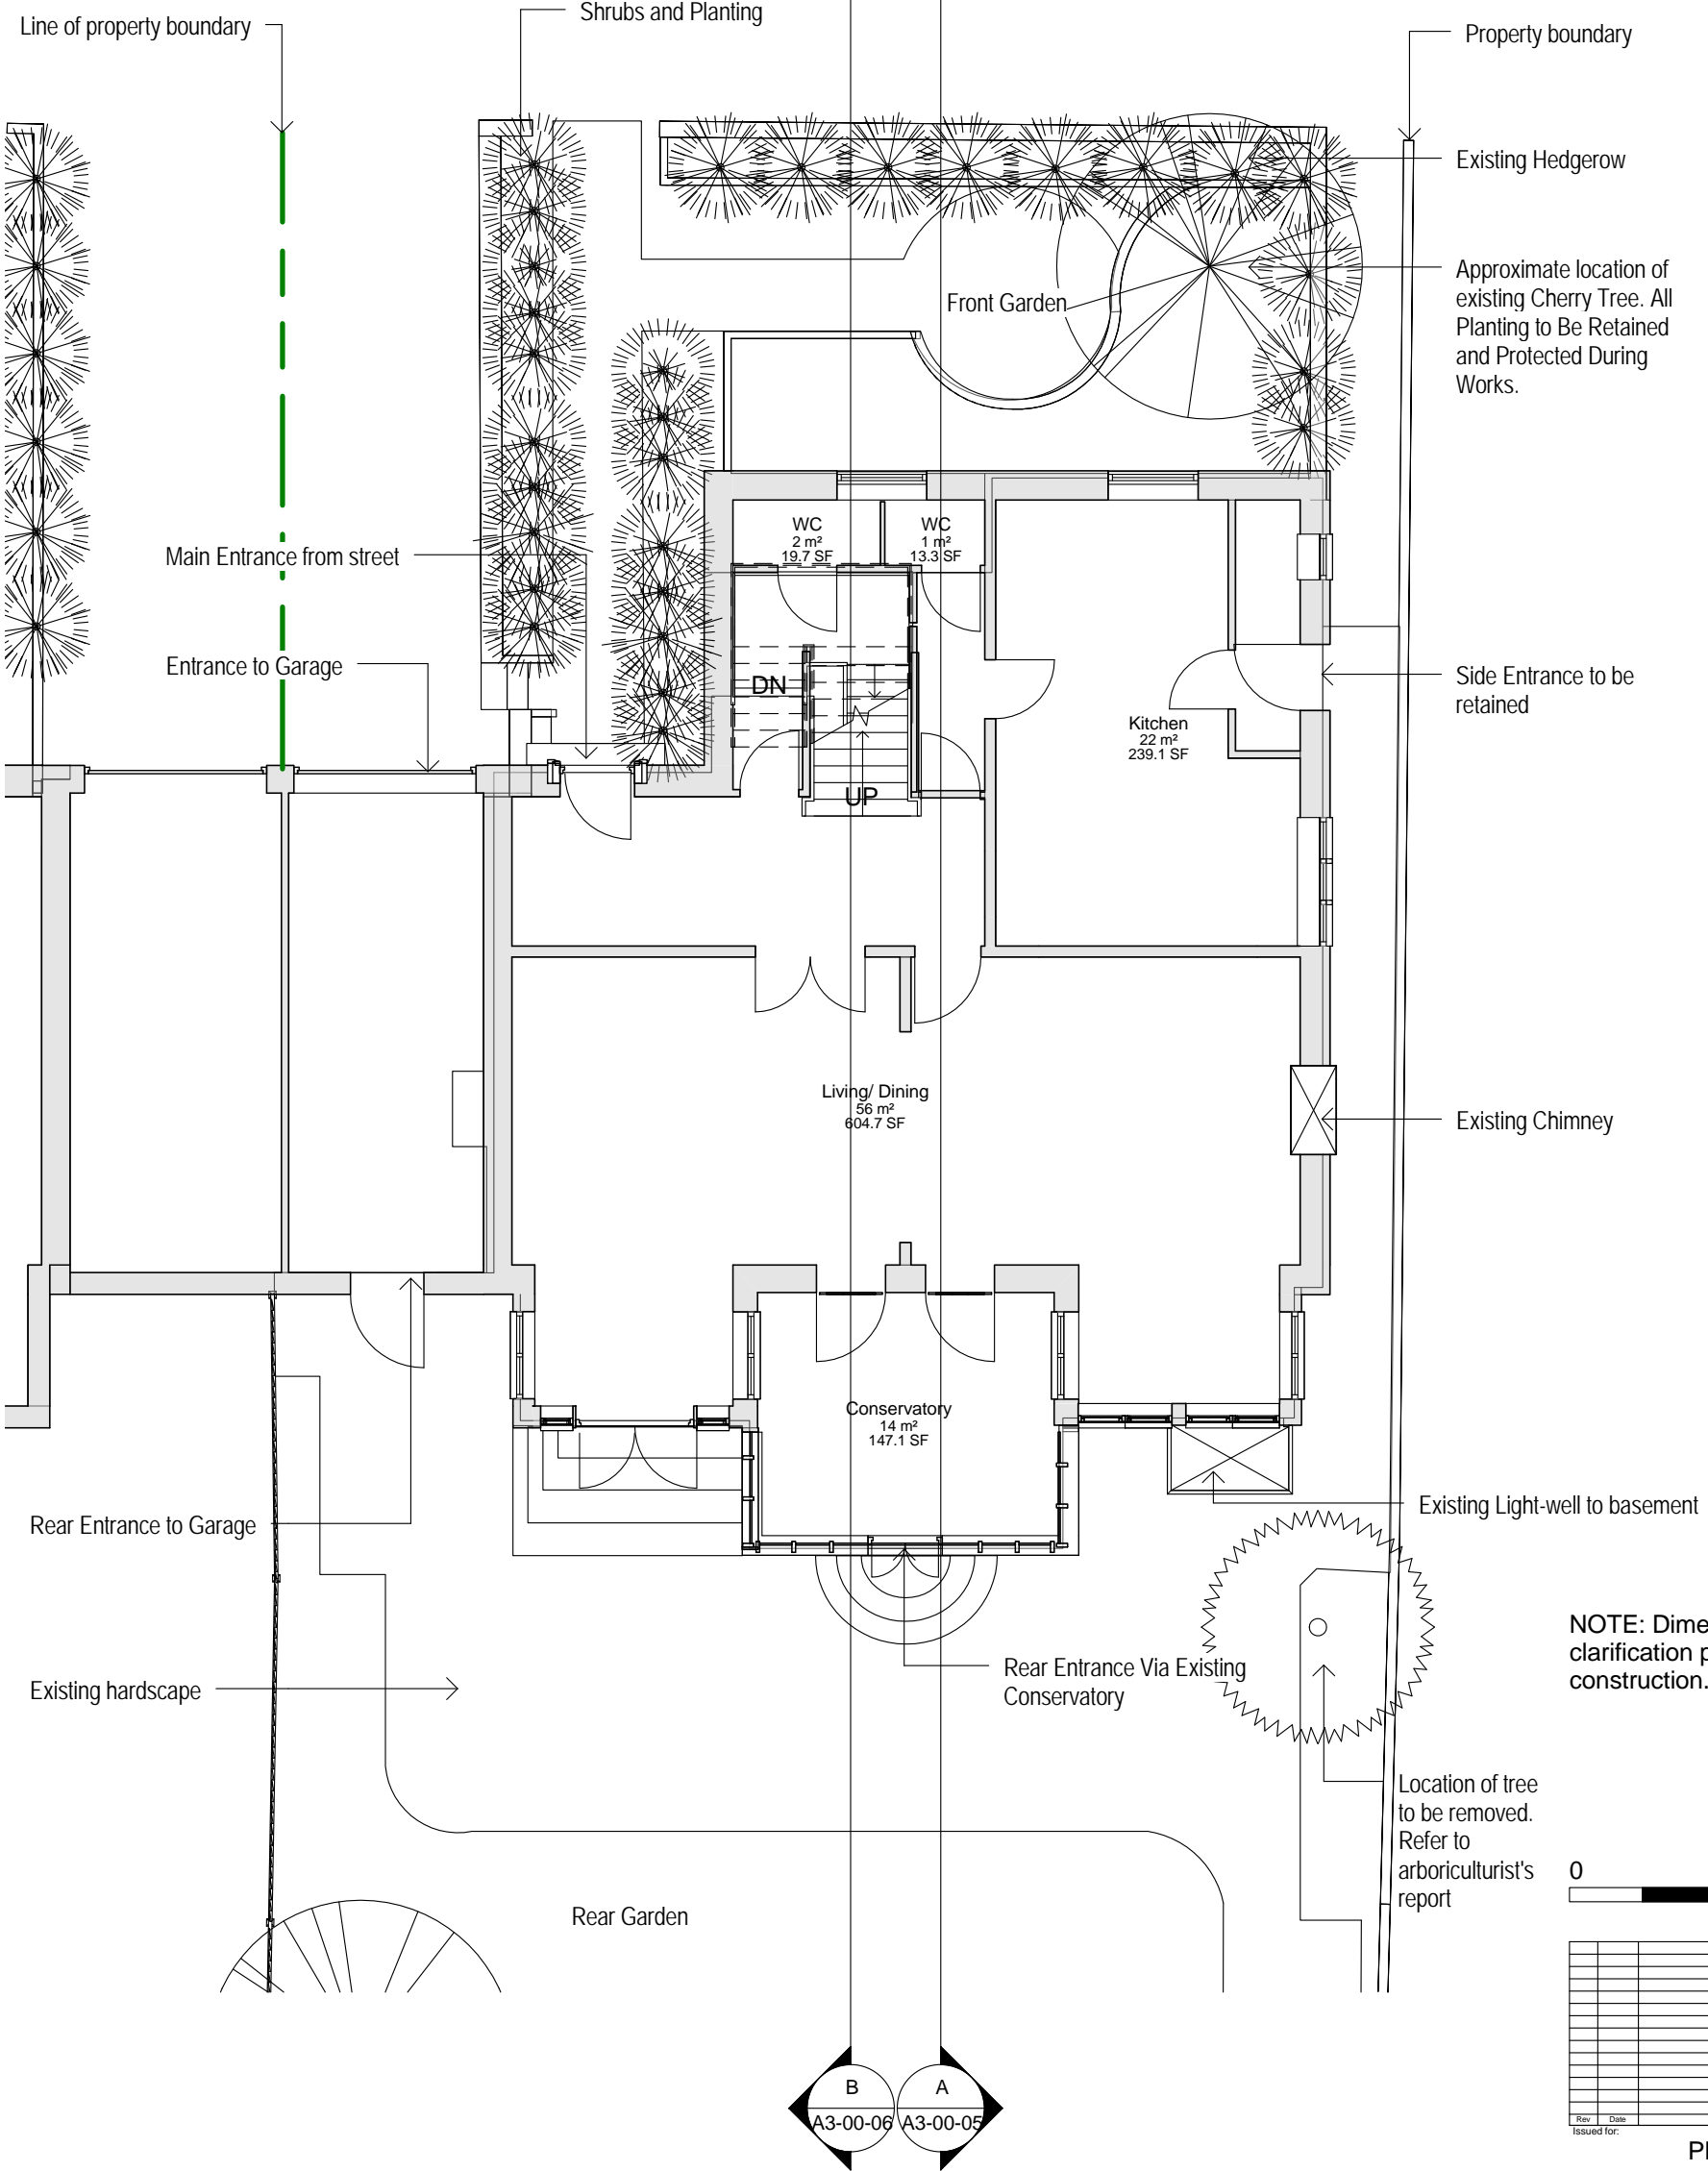 Line of property boundary
Shrubs and Planting
Property boundary
Existing Hedgerow
Approximate location of
existing Cherry Tree. All
Planting to Be Retained
and Protected During
Works.
Front Garden
Main Entrance from street
WC
2 m²
19.7 SF
WC
1 m²
13.3 SF
Entrance to Garage
DN
UP
Kitchen
22 m²
239.1 SF
Side Entrance to be
retained
Living/ Dining
56 m²
604.7 SF
Existing Chimney
Conservatory
14 m²
147.1 SF
Rear Entrance to Garage
Existing Light-well to basement
NOTE:
clarification
construction.
Rear Entrance Via Existing
Conservatory
Existing hardscape
Location of tree
to be removed.
Refer to
arboriculturist's
report
0
Rear Garden
B
A3-00-06
A
A3-00-05
Rev Date
Issued for: